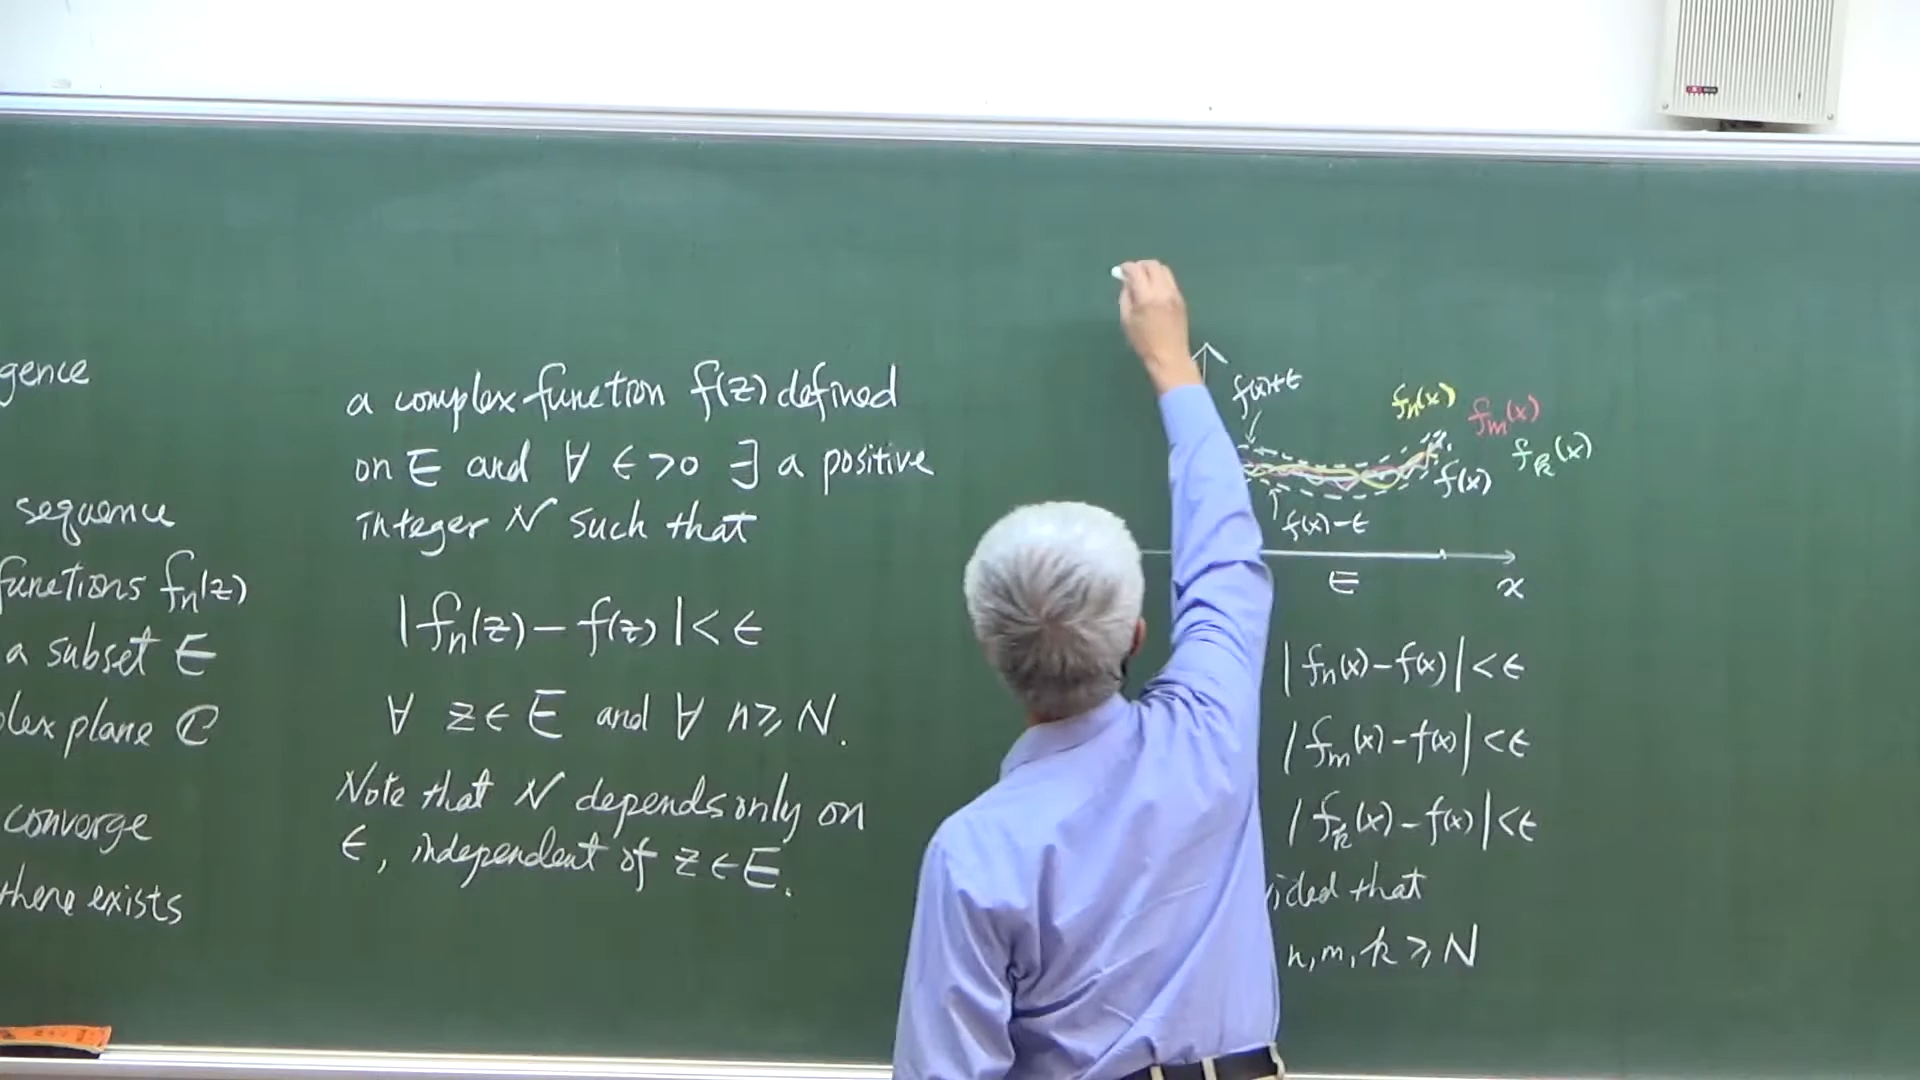 gence
sequence
functions fn(z)
a subset E
plane ℂ
converge
there exists
a complex function f(z) defined
on E and ∀ ϵ>0 ∃ a positive
integer N such that
|fn(z) − f(z)| < ϵ
∀ z∈E and ∀ n≥N.
Note that N depends only on
ϵ, independent of z∈E.
f(x)+ϵ
fn(x)
fm(x)
fk(x)
f(x)
f(x)−ϵ
E
x
|fn(x)−f(x)|<ϵ
|fm(x)−f(x)|<ϵ
|fk(x)−f(x)|<ϵ
ided that
n, m, k ≥ N